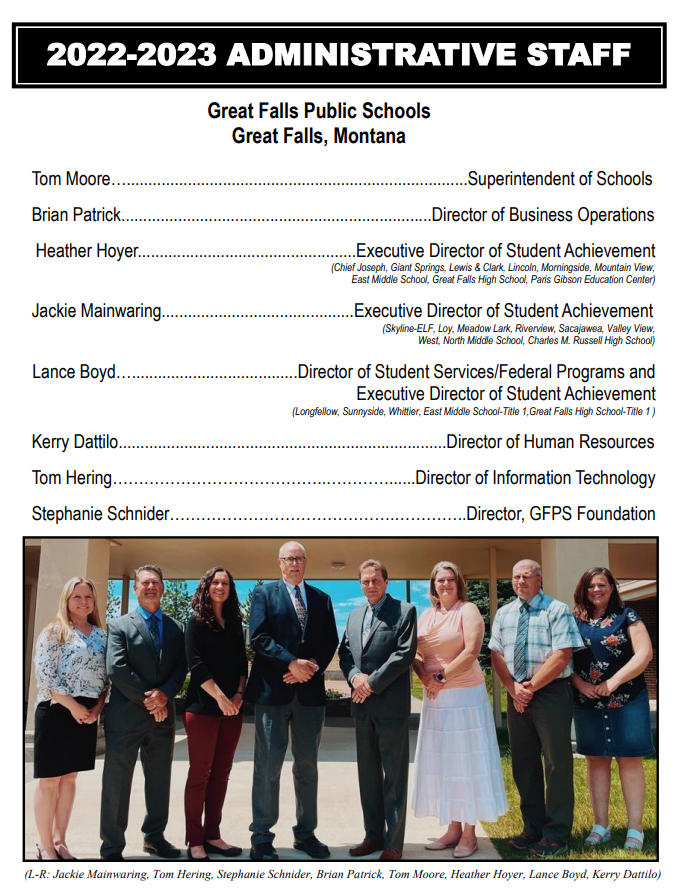 2022-2023 ADMINISTRATIVE STAFF
Great Falls Public Schools
Great Falls, Montana
Tom Moore…......................................................................Superintendent of Schools
Brian Patrick...............................................................Director of Business Operations
Heather Hoyer.............................................Executive Director of Student Achievement
(Chief Joseph, Giant Springs, Lewis & Clark, Lincoln, Morningside, Mountain View,
East Middle School, Great Falls High School, Paris Gibson Education Center)
Jackie Mainwaring.......................................Executive Director of Student Achievement
(Skyline-ELF, Loy, Meadow Lark, Riverview, Sacajawea, Valley View,
West, North Middle School, Charles M. Russell High School)
Lance Boyd…..................................Director of Student Services/Federal Programs and
Executive Director of Student Achievement
(Longfellow, Sunnyside, Whittier, East Middle School-Title 1,Great Falls High School-Title 1 )
Kerry Dattilo...................................................................Director of Human Resources
Tom Hering……………………………….…………......Director of Information Technology
Stephanie Schnider………………………………….…………..Director, GFPS Foundation
(L-R: Jackie Mainwaring, Tom Hering, Stephanie Schnider, Brian Patrick, Tom Moore, Heather Hoyer, Lance Boyd, Kerry Dattilo)